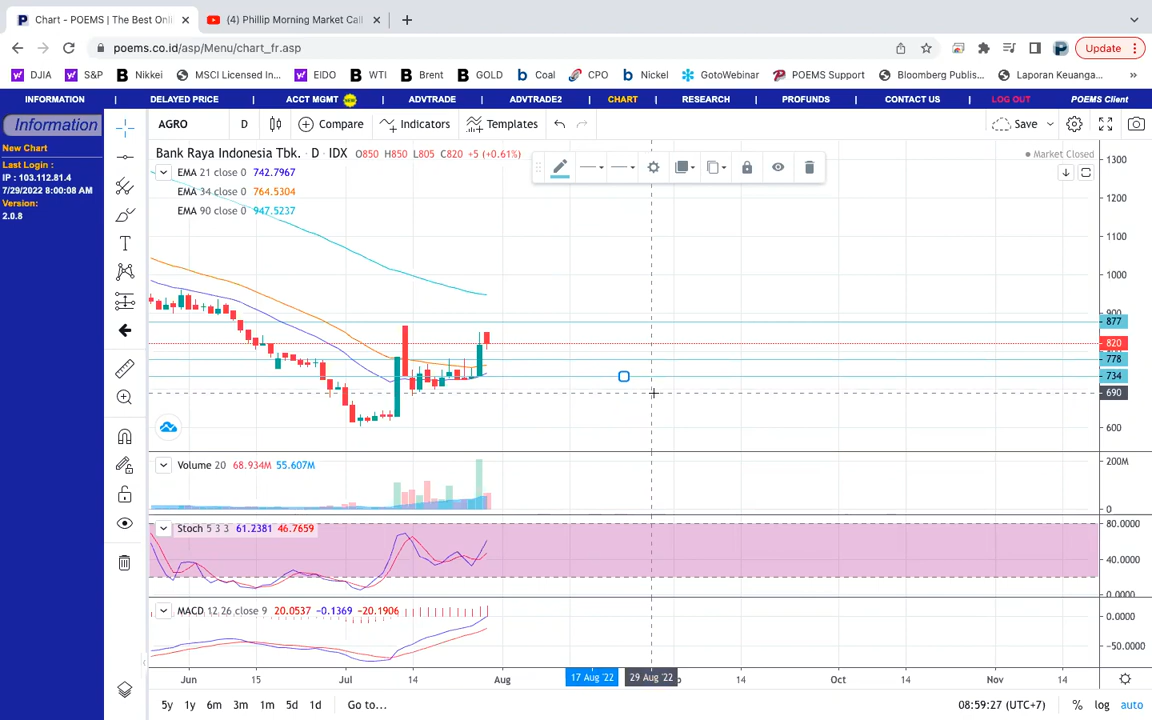 Chart - POEMS | The Best Onli
(4) Phillip Morning Market Call
poems.co.id/asp/Menu/chart_fr.asp
Update
DJIA
S&P
Nikkei
MSCI Licensed In...
EIDO
WTI
Brent
GOLD
Coal
CPO
Nickel
GotoWebinar
POEMS Support
Bloomberg Publis...
Laporan Keuanga...
»
INFORMATION | DELAYED PRICE | ACCT MGMT | ADVTRADE | ADVTRADE2 | CHART | RESEARCH | PROFUNDS | CONTACT US | LOG OUT POEMS Client
Information
New Chart
Last Login :
IP : 103.112.81.4
7/29/2022 8:00:08 AM
Version:
2.0.8
AGRO
D
Compare
Indicators
Templates
Save
Bank Raya Indonesia Tbk. · D · IDX O850 H850 L805 C820 +5 (+0.61%)
Market Closed
EMA 21 close 0 742.7967
EMA 34 close 0 764.5304
EMA 90 close 0 947.5237
1300
1200
1100
1000
900
877
820
778
734
690
600
Volume 20 68.934M 55.607M
200M
0
Stoch 5 3 3 61.2381 46.7659
80.0000
40.0000
0.0000
MACD 12 26 close 9 20.0537 −0.1369 −20.1906
0.0000
-50.0000
Jun 15 Jul 14 Aug 17 Aug '22 29 Aug '22 14 Oct 14 Nov 15
5y 1y 6m 3m 1m 5d 1d Go to...
08:59:27 (UTC+7)
% log auto